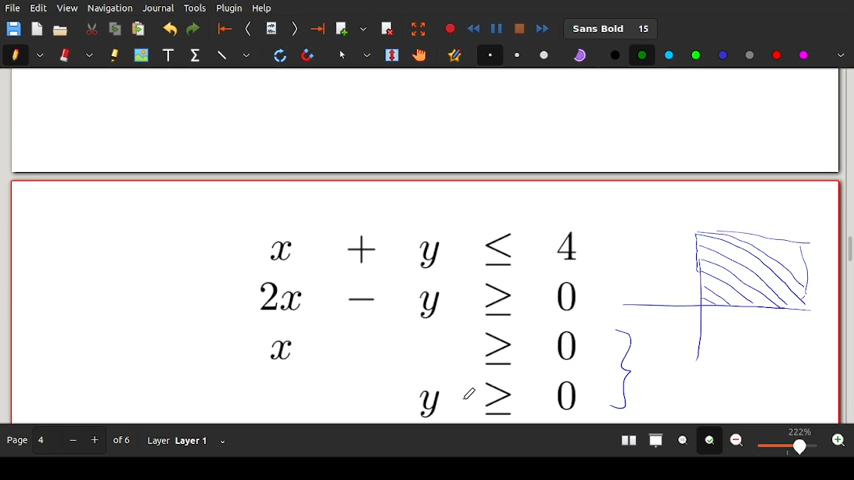 File Edit View Navigation Journal Tools Plugin Help
Sans Bold 15
x + y ≤ 4
2x − y ≥ 0
x ≥ 0
y ≥ 0
Page 4 of 6 Layer Layer 1 222%